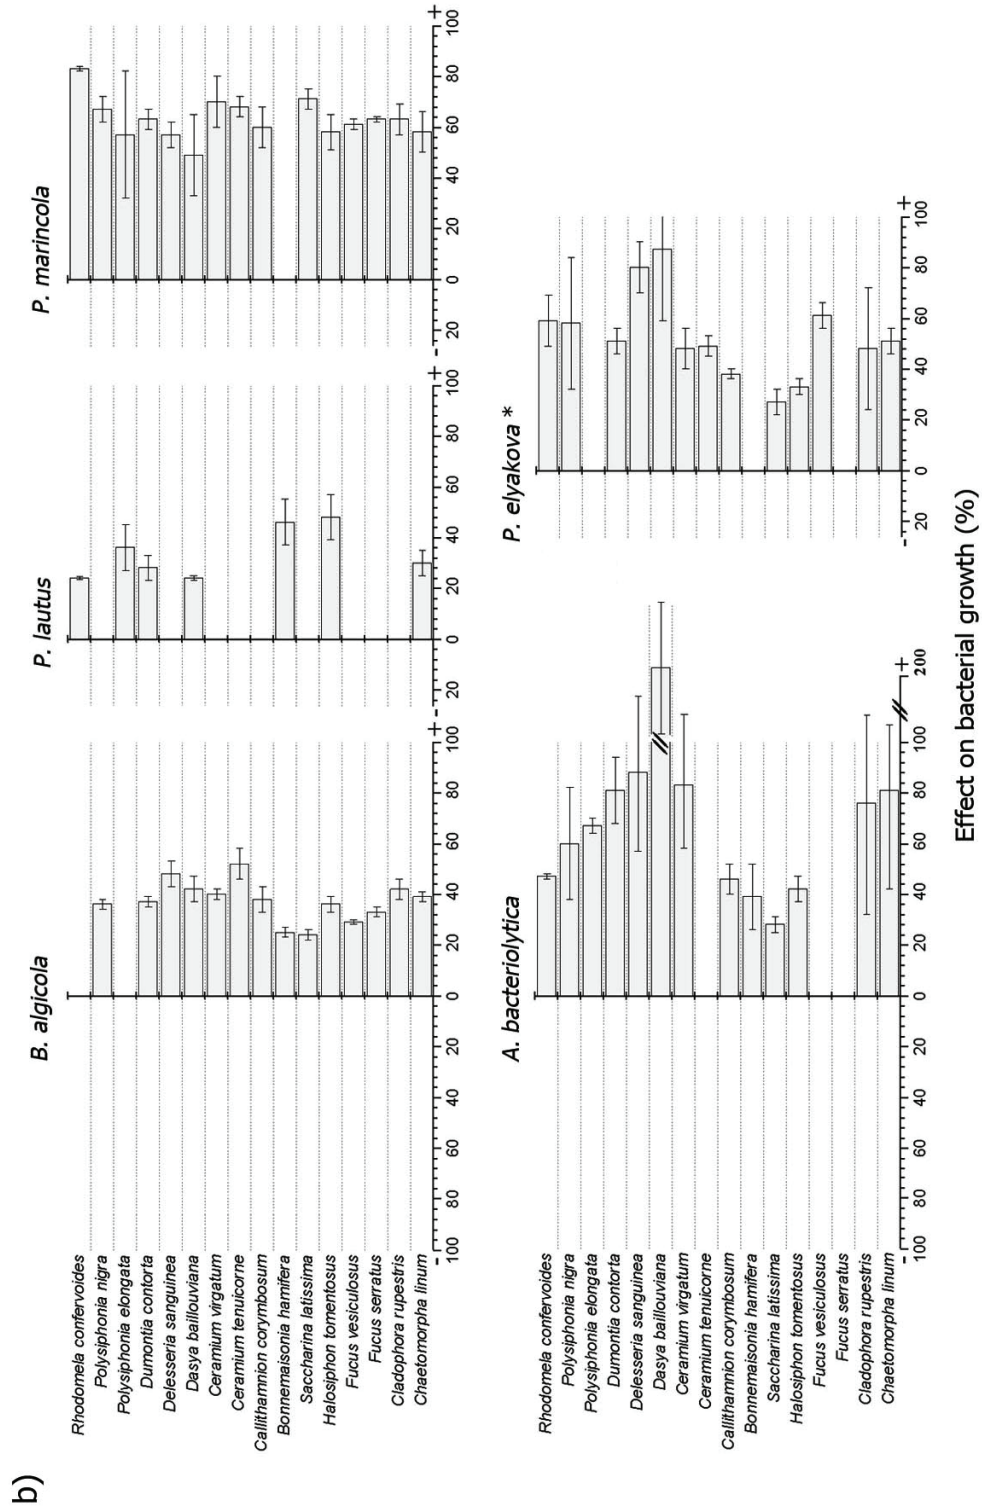 b)
B. algicola
P. lautus
P. marincola
Rhodomela confervoides
Polysiphonia nigra
Polysiphonia elongata
Dumontia contorta
Delesseria sanguinea
Dasya baillouviana
Ceramium virgatum
Ceramium tenuicorne
Callithamnion corymbosum
Bonnemaisonia hamifera
Saccharina latissima
Halosiphon tomentosus
Fucus vesiculosus
Fucus serratus
Cladophora rupestris
Chaetomorpha linum
- + - + - +
100 80 60 40 20 0 20 40 60 80 100 20 0 20 40 60 80 100 20 0 20 40 60 80 100
A. bacteriolytica
P. elyakova *
Rhodomela confervoides
Polysiphonia nigra
Polysiphonia elongata
Dumontia contorta
Delesseria sanguinea
Dasya baillouviana
Ceramium virgatum
Ceramium tenuicorne
Callithamnion corymbosum
Bonnemaisonia hamifera
Saccharina latissima
Halosiphon tomentosus
Fucus vesiculosus
Fucus serratus
Cladophora rupestris
Chaetomorpha linum
- + - +
100 80 60 40 20 0 20 40 60 80 100 200 20 0 20 40 60 80 100
Effect on bacterial growth (%)